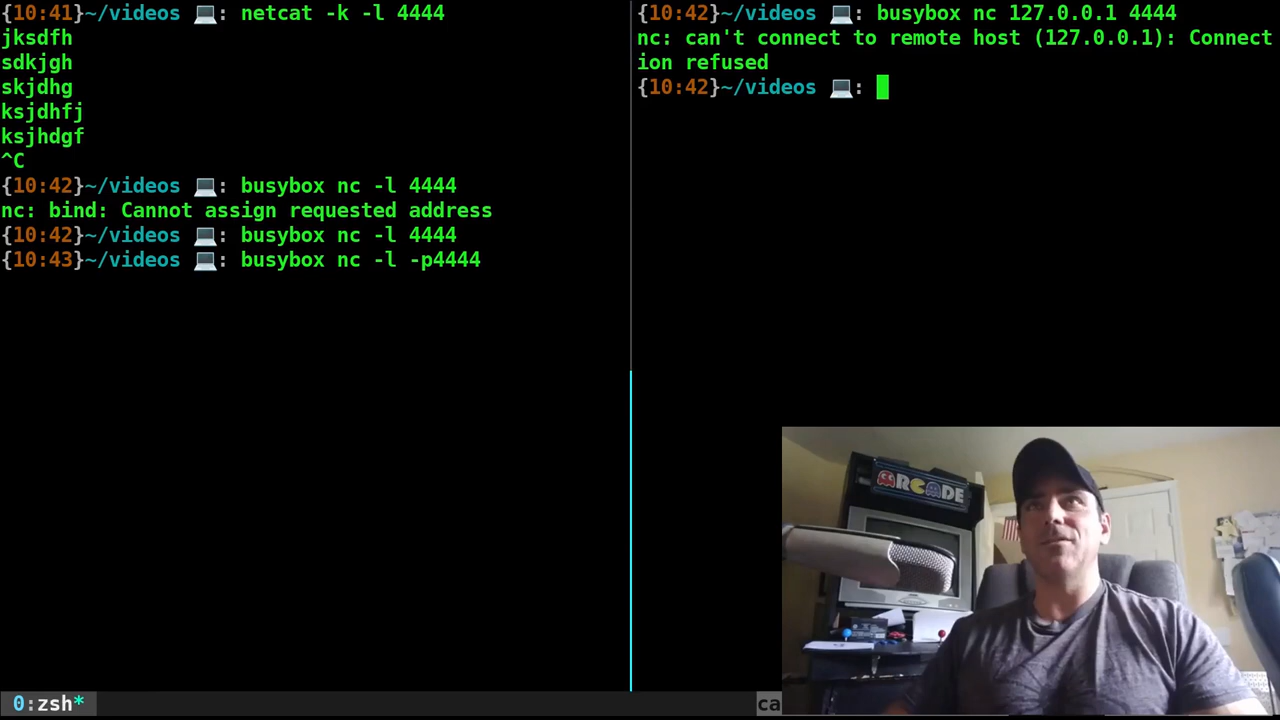 {10:41}~/videos 💻: netcat -k -l 4444
jksdfh
sdkjgh
skjdhg
ksjdhfj
ksjhdgf
^C
{10:42}~/videos 💻: busybox nc -l 4444
nc: bind: Cannot assign requested address
{10:42}~/videos 💻: busybox nc -l 4444
{10:43}~/videos 💻: busybox nc -l -p4444
{10:42}~/videos 💻: busybox nc 127.0.0.1 4444
nc: can't connect to remote host (127.0.0.1): Connect
ion refused
{10:42}~/videos 💻:
ARCADE
0:zsh*
ca